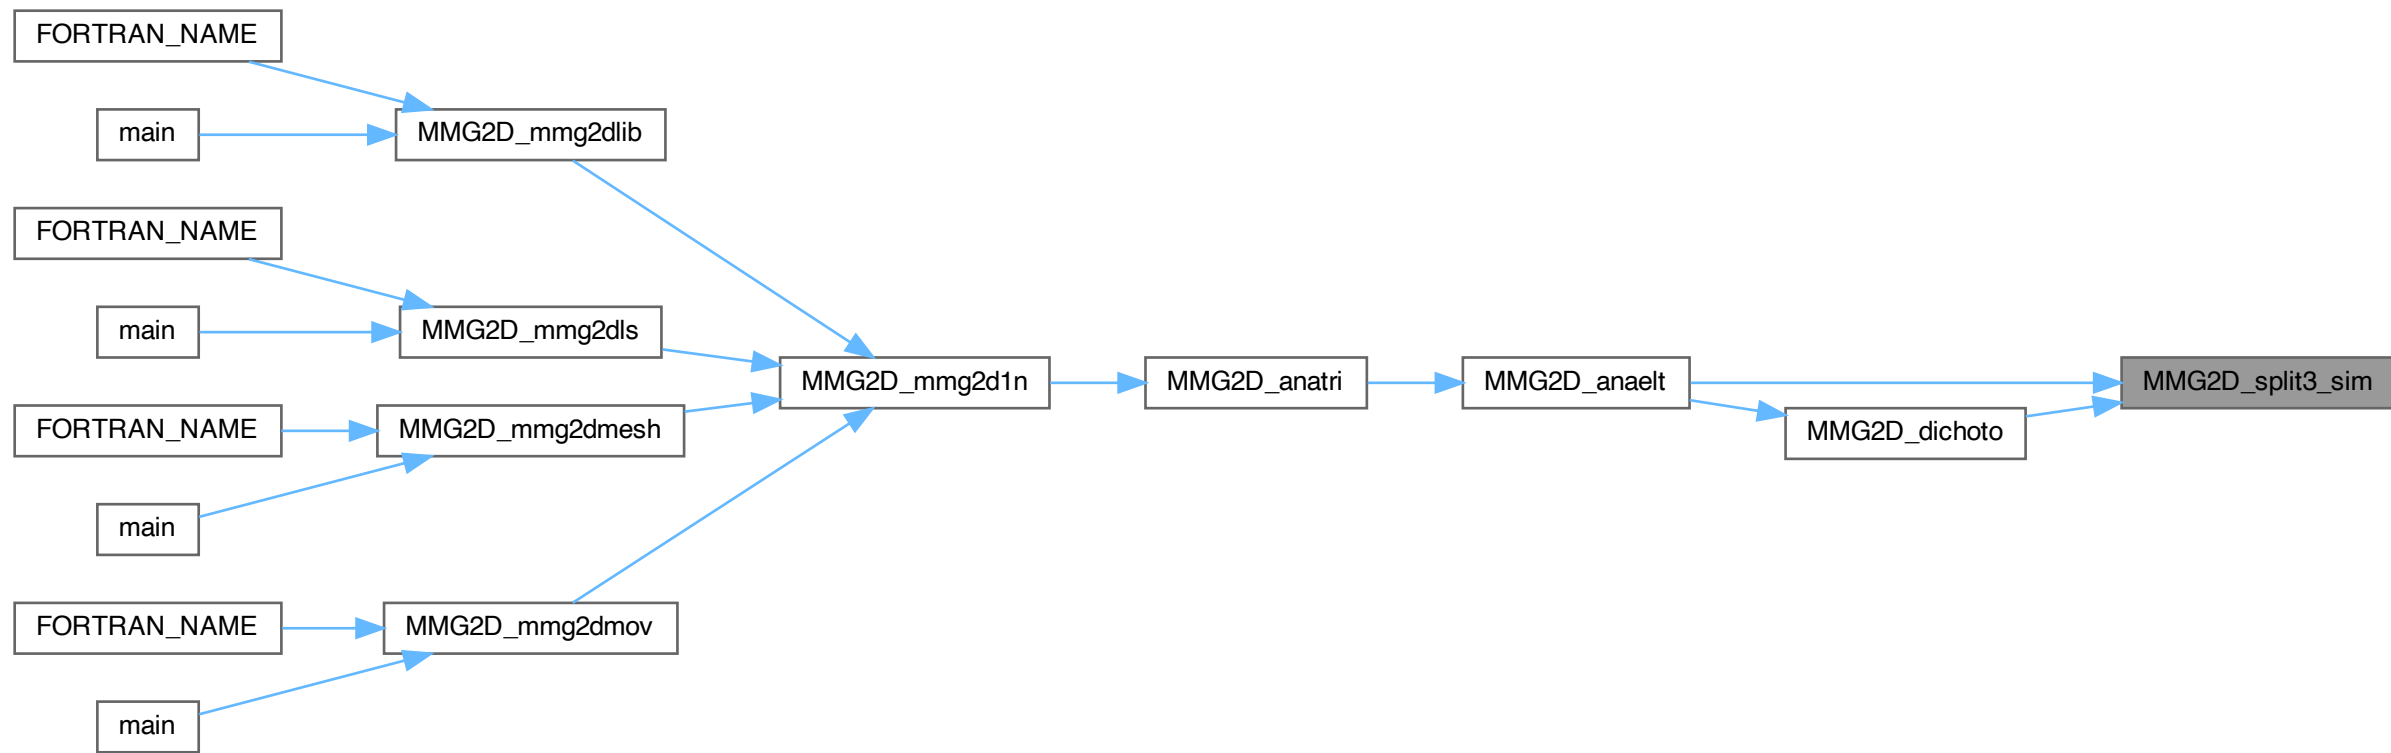 FORTRAN_NAME
main
MMG2D_mmg2dlib
FORTRAN_NAME
main
MMG2D_mmg2dls
FORTRAN_NAME
main
MMG2D_mmg2dmesh
FORTRAN_NAME
main
MMG2D_mmg2dmov
MMG2D_mmg2d1n
MMG2D_anatri
MMG2D_anaelt
MMG2D_dichoto
MMG2D_split3_sim